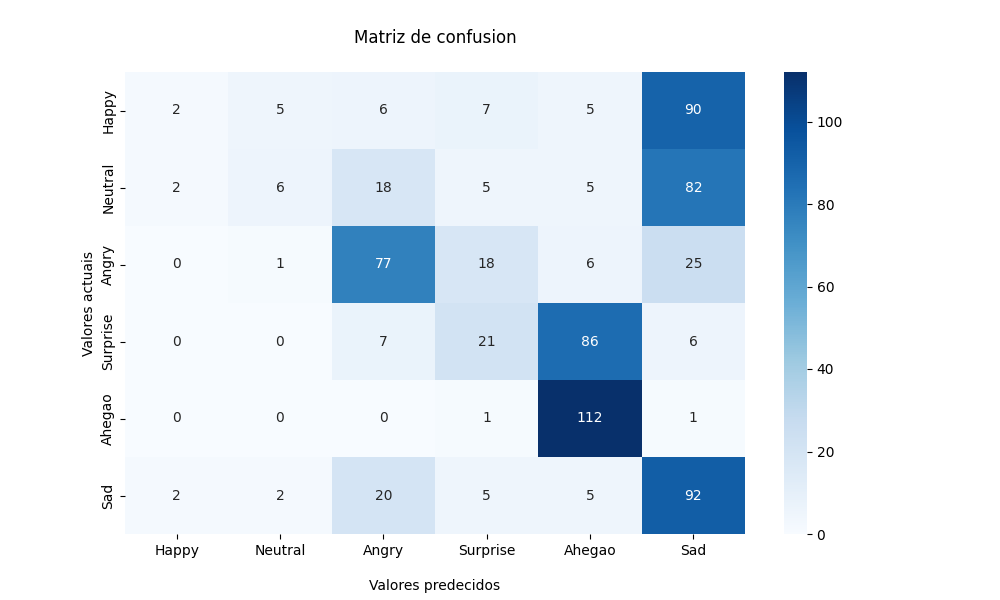 Matriz de confusion
Valores actuais
Happy 2 5 6 7 5 90
Neutral 2 6 18 5 5 82
Angry 0 1 77 18 6 25
Surprise 0 0 7 21 86 6
Ahegao 0 0 0 1 112 1
Sad 2 2 20 5 5 92
Happy Neutral Angry Surprise Ahegao Sad
Valores predecidos
100
80
60
40
20
0